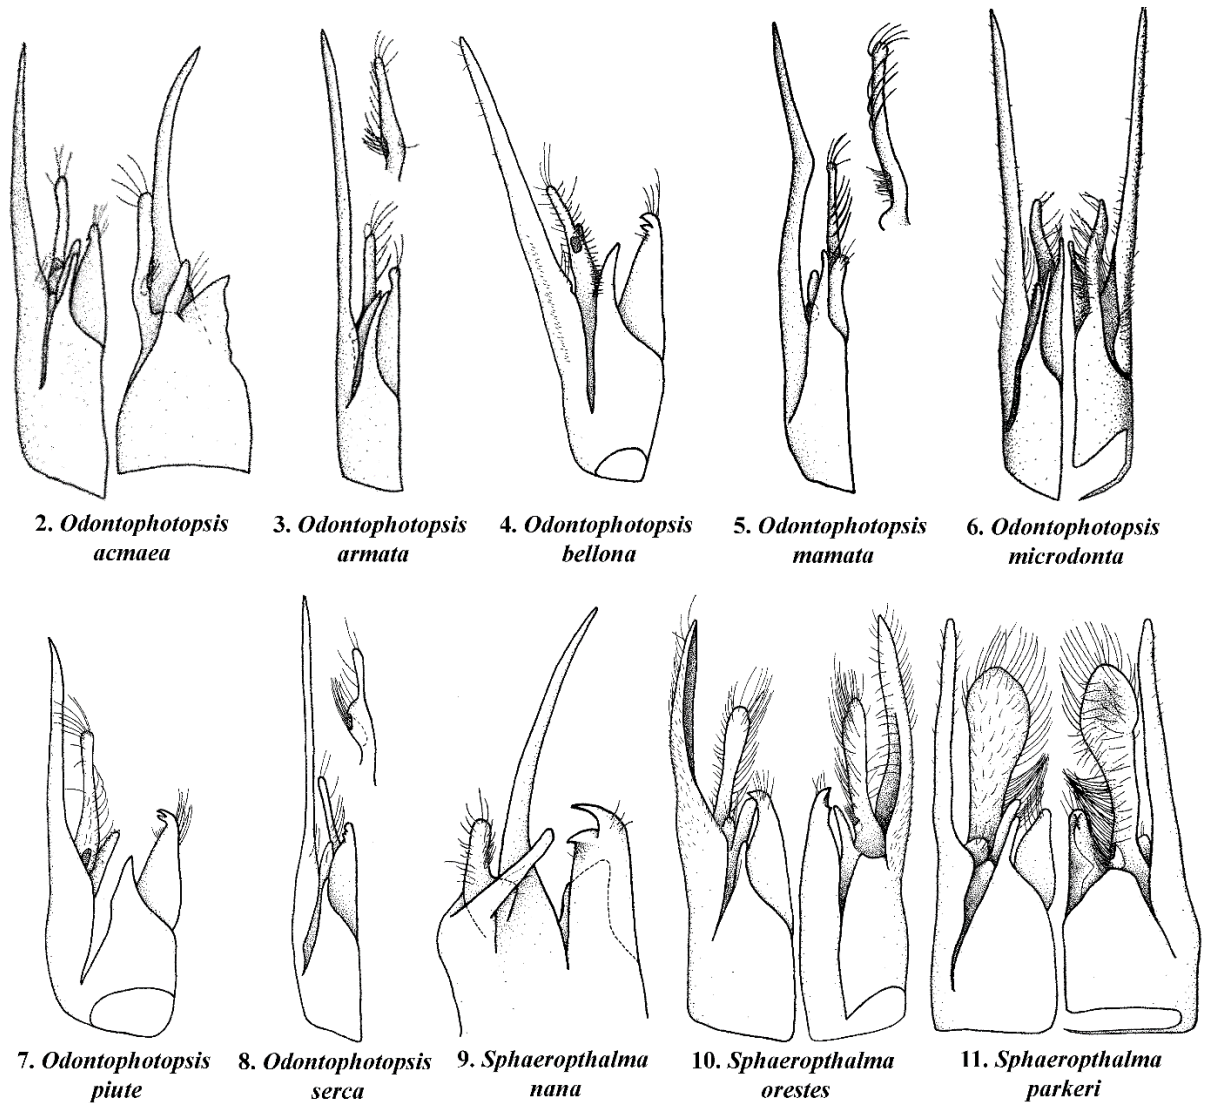 2. Odontophotopsis
acmaea
3. Odontophotopsis
armata
4. Odontophotopsis
bellona
5. Odontophotopsis
mamata
6. Odontophotopsis
microdonta
7. Odontophotopsis
piute
8. Odontophotopsis
serca
9. Sphaeropthalma
nana
10. Sphaeropthalma
orestes
11. Sphaeropthalma
parkeri